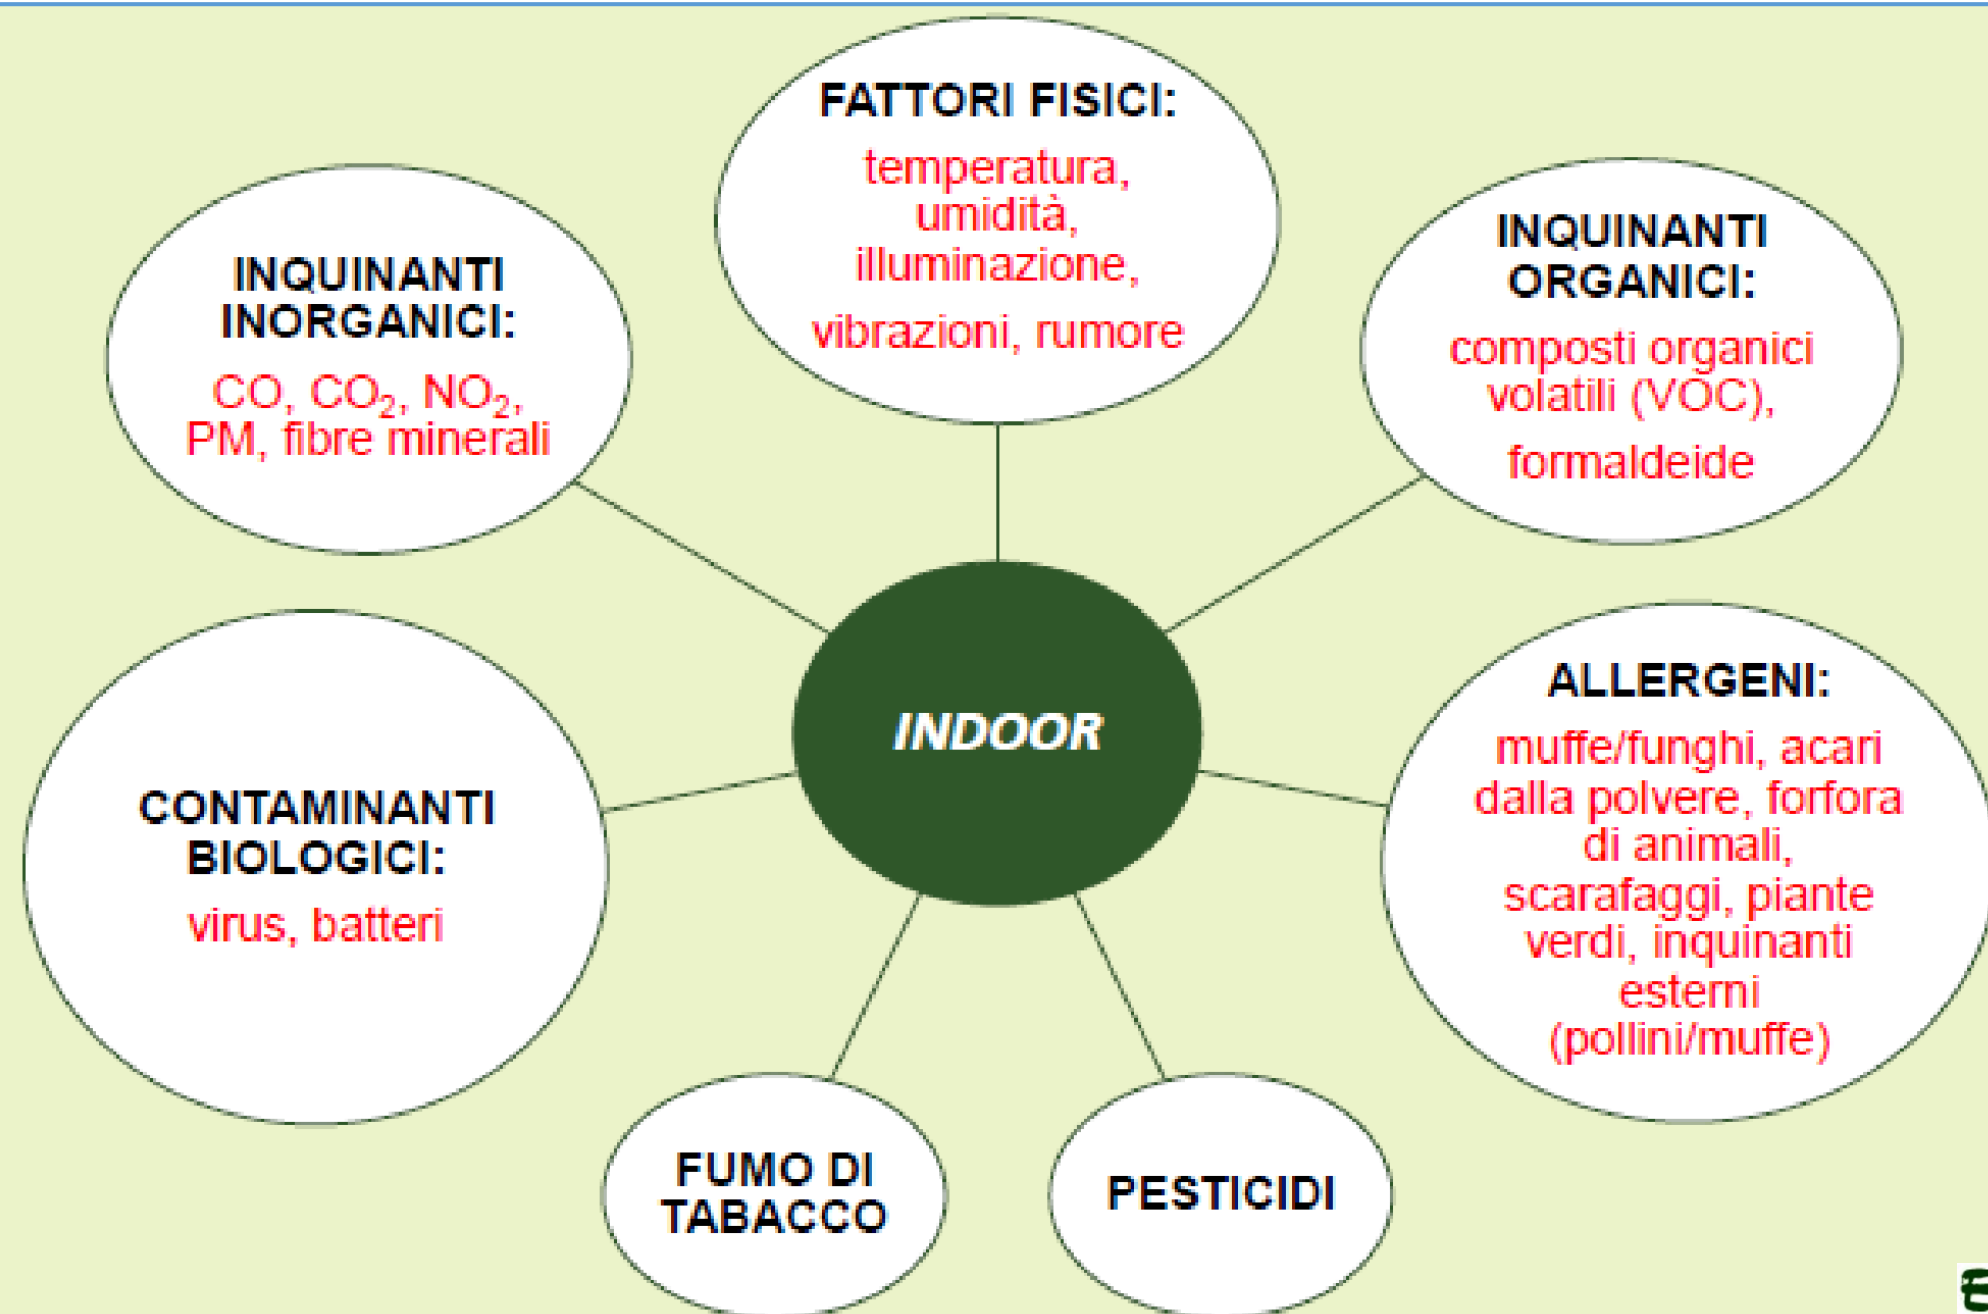 FATTORI FISICI:
temperatura,
umidità,
illuminazione,
vibrazioni, rumore
INQUINANTI
INORGANICI:
CO, CO₂, NO₂,
PM, fibre minerali
INQUINANTI
ORGANICI:
composti organici
volatili (VOC),
formaldeide
INDOOR
CONTAMINANTI
BIOLOGICI:
virus, batteri
ALLERGENI:
muffe/funghi, acari
dalla polvere, forfora
di animali,
scarafaggi, piante
verdi, inquinanti
esterni
(pollini/muffe)
FUMO DI
TABACCO
PESTICIDI